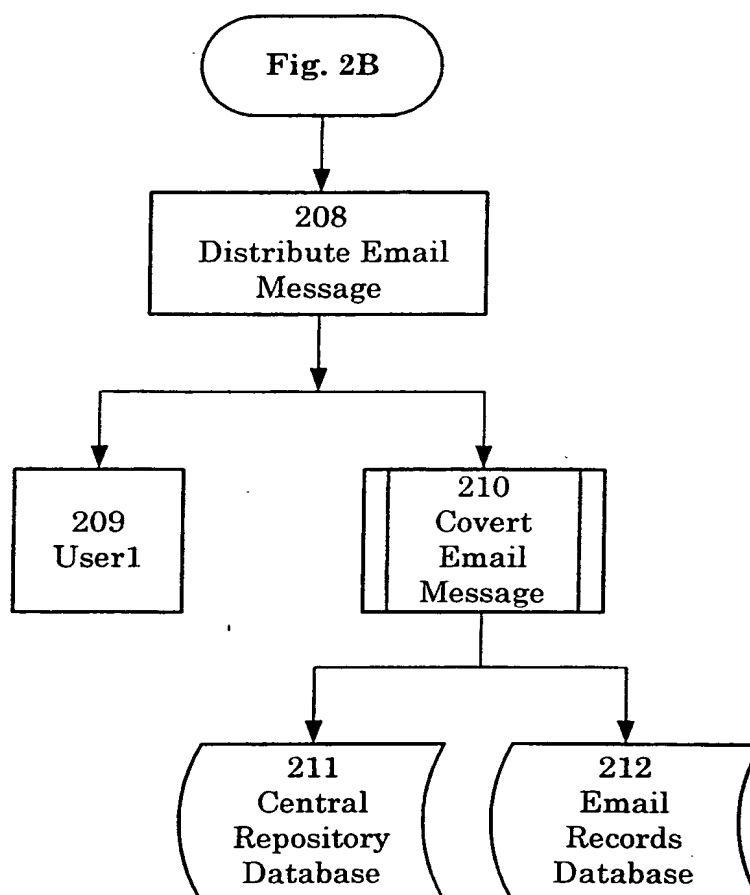 Fig. 2B
208
Distribute Email
Message
209
User1
210
Covert
Email
Message
211
Central
Repository
Database
212
Email
Records
Database